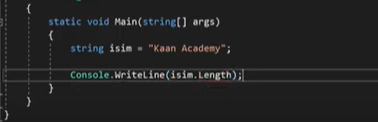 {
static void Main(string[] args)
{
string isim = "Kaan Academy";
Console.WriteLine(isim.Length);
}
}
}